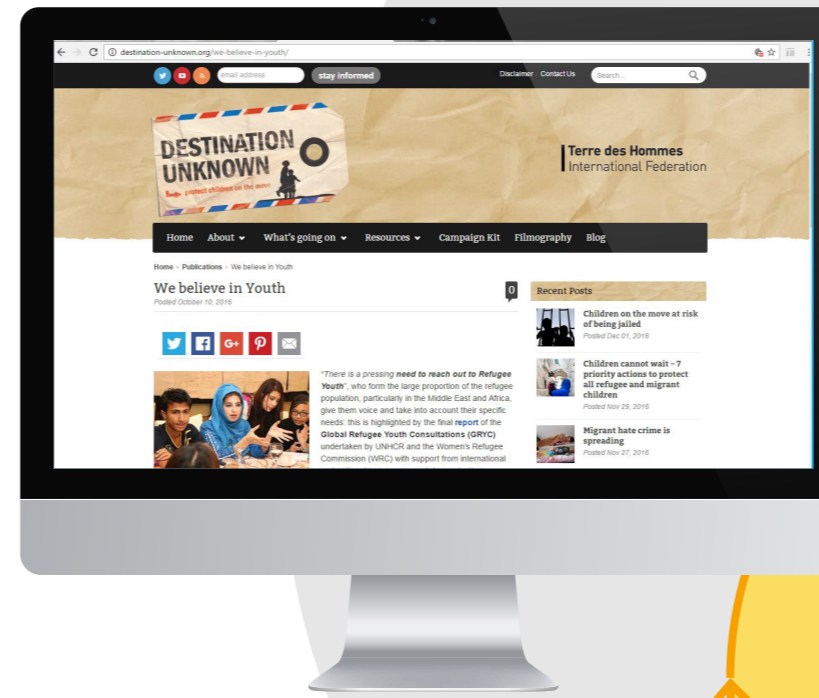 destination-unknown.org/we-believe-in-youth/
email address
stay informed
Disclaimer Contact Us
Search...
DESTINATION
UNKNOWN
protect children on the move
Terre des Hommes
International Federation
Home About What's going on Resources Campaign Kit Filmography Blog
Home › Publications › We believe in Youth
We believe in Youth
Posted October 10, 2016
0
G+
"There is a pressing need to reach out to Refugee
Youth", who form the large proportion of the refugee
population, particularly in the Middle East and Africa,
give them voice and take into account their specific
needs: this is highlighted by the final report of the
Global Refugee Youth Consultations (GRYC)
undertaken by UNHCR and the Women's Refugee
Commission (WRC) with support from international
Recent Posts
Children on the move at risk
of being jailed
Posted Dec 01, 2016
Children cannot wait – 7
priority actions to protect
all refugee and migrant
children
Posted Nov 29, 2016
Migrant hate crime is
spreading
Posted Nov 27, 2016